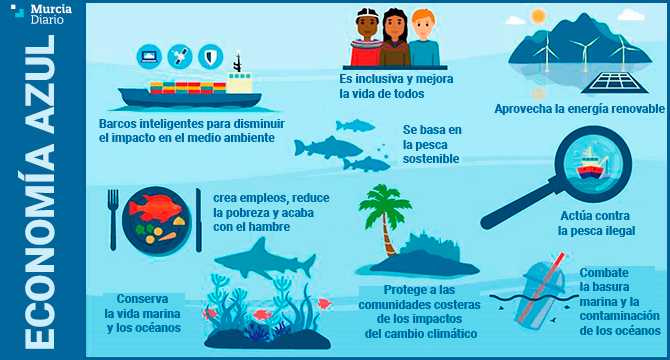 Murcia
Diario
ECONOMÍA AZUL
Barcos inteligentes para disminuir
el impacto en el medio ambiente
Es inclusiva y mejora
la vida de todos
Aprovecha la energía renovable
Se basa en
la pesca
sostenible
crea empleos, reduce
la pobreza y acaba
con el hambre
Actúa contra
la pesca ilegal
Conserva
la vida marina
y los océanos
Protege a las
comunidades costeras
de los impactos
del cambio climático
Combate
la basura
marina y la
contaminación
de los océanos